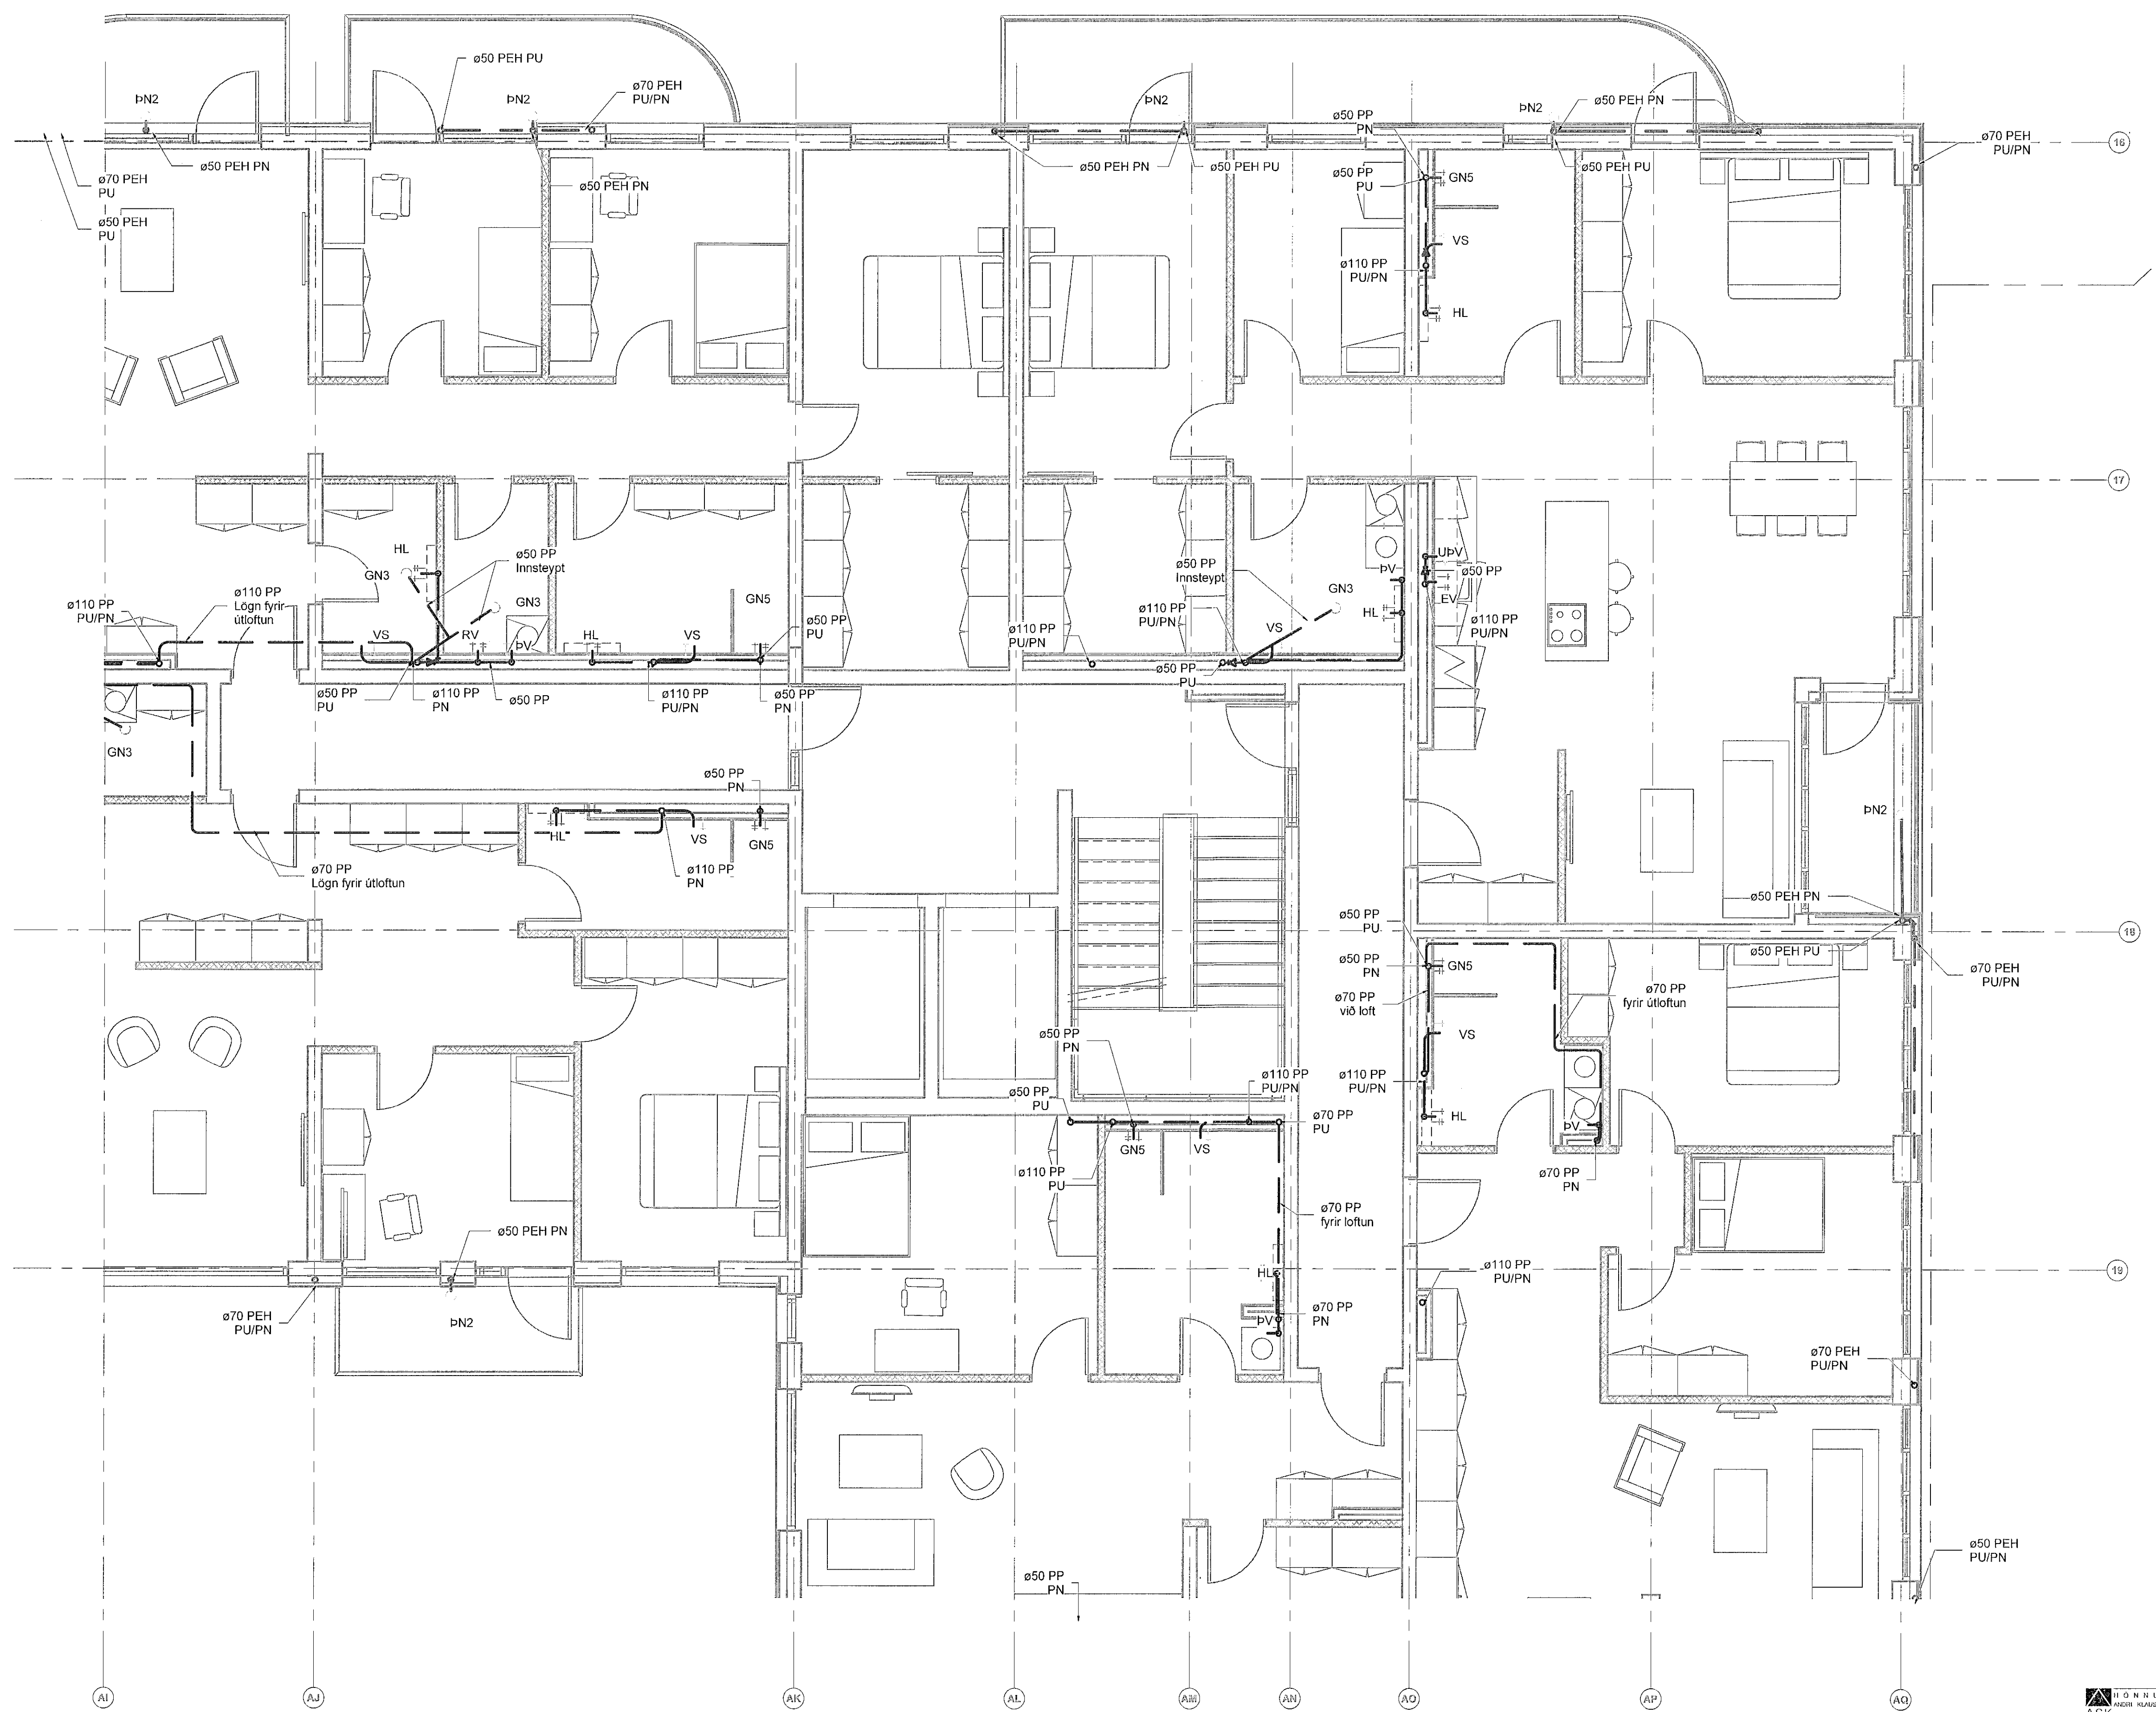 ø50 PEH PU
ø70 PEH
PU/PN
ÞN2
ÞN2
ÞN2
ÞN2
ø50 PEH PN
ø50 PP
PN
ø70 PEH
PU/PN
16
ø50 PEH PN
ø50 PEH PN
ø50 PEH PN
ø50 PEH PU
ø50 PEH PU
ø70 PEH
PU
ø50 PP
PU
GN5
ø50 PEH
PU
VS
ø110 PP
PU/PN
HL
17
HL
ø50 PP
Innsteypt
GN3
ø110 PP
Lögn fyrir
útloftun
ø110 PP
PU/PN
GN3
GN5
ø50 PP
PU
VS
RV
ÞV
HL
VS
ø50 PP
PU
ø110 PP
PN
ø50 PP
ø110 PP
PU/PN
ø50 PP
PN
ø50 PP
Innsteypt
ÞV
GN3
HL
ø110 PP
PU/PN
VS
ø110 PP
PU/PN
ø50 PP
PU
UÞV
ø50 PP
EV
ø110 PP
PU/PN
GN3
ø50 PP
PN
HL
VS
GN5
ø110 PP
PN
ø70 PP
Lögn fyrir útloftun
ÞN2
ø50 PEH PN
18
ø50 PEH PU
ø70 PEH
PU/PN
ø50 PP
PU
ø50 PP
PN
GN5
ø70 PP
við loft
ø70 PP
fyrir útloftun
VS
ø110 PP
PU/PN
HL
ÞV
ø70 PP
PN
ø50 PP
PN
ø110 PP
PU/PN
ø50 PP
PU
ø70 PP
PU
GN5
VS
ø110 PP
PU
ø70 PP
fyrir loftun
HL
ø70 PP
PN
ÞV
ø50 PEH PN
ø70 PEH
PU/PN
ÞN2
ø110 PP
PU/PN
19
ø70 PEH
PU/PN
ø50 PEH
PU/PN
ø50 PP
PN
AI
AJ
AK
AL
AM
AN
AO
AP
AQ